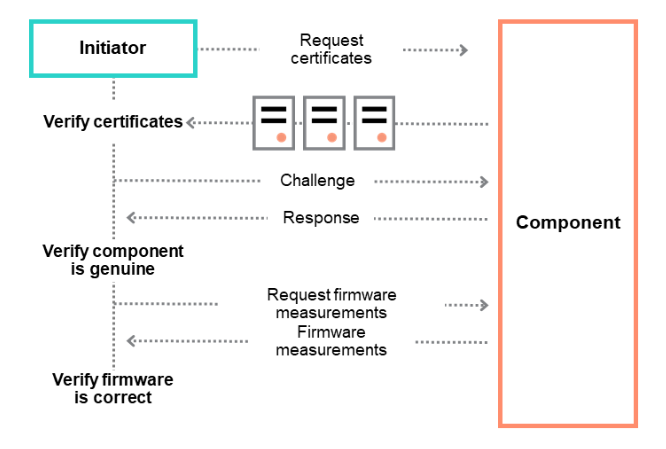 Initiator
Request
certificates
Verify certificates
Challenge
Response
Component
Verify component
is genuine
Request firmware
measurements
Firmware
measurements
Verify firmware
is correct